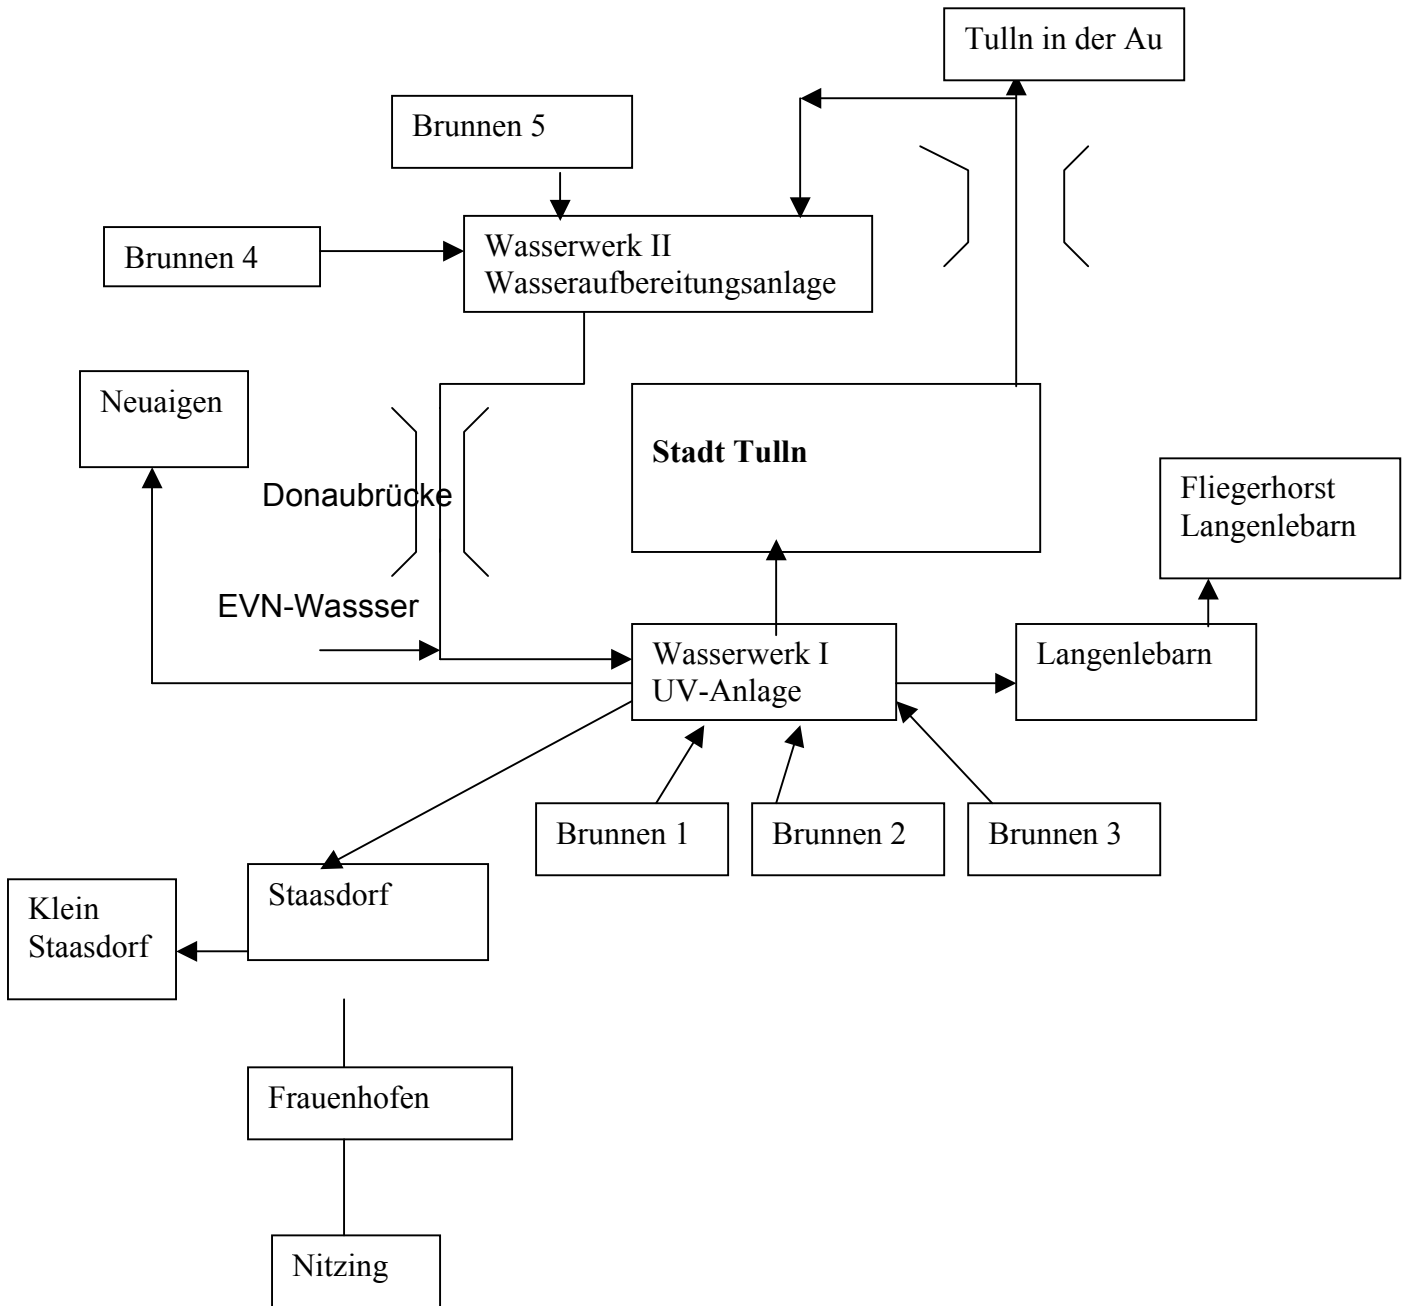 Tulln in der Au
Brunnen 5
Brunnen 4
Wasserwerk II
Wasseraufbereitungsanlage
Neuaigen
Stadt Tulln
Donaubrücke
Fliegerhorst
Langenlebarn
EVN-Wassser
Wasserwerk I
UV-Anlage
Langenlebarn
Brunnen 1
Brunnen 2
Brunnen 3
Staasdorf
Klein
Staasdorf
Frauenhofen
Nitzing